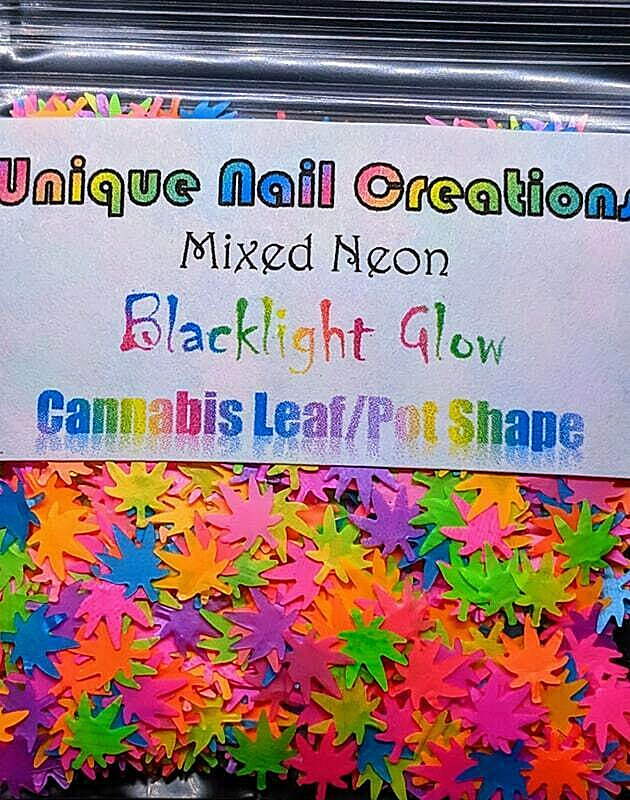 Unique Nail Creations
Mixed Neon
Blacklight Glow
Cannabis Leaf/Pot Shape